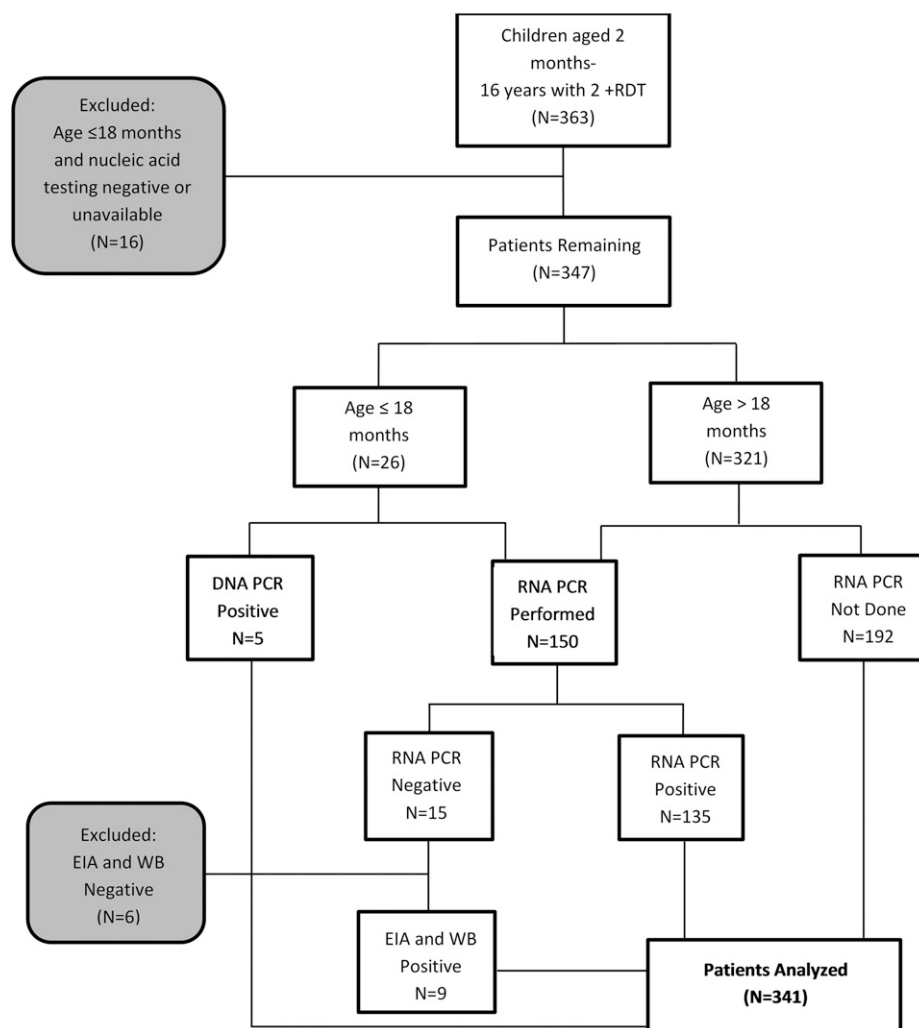 Children aged 2
months-
16 years with 2 +RDT
(N=363)
Excluded:
Age ≤18 months
and nucleic acid
testing negative or
unavailable
(N=16)
Patients Remaining
(N=347)
Age ≤ 18
months
(N=26)
Age > 18
months
(N=321)
DNA PCR
Positive
N=5
RNA PCR
Performed
N=150
RNA PCR
Not Done
N=192
RNA PCR
Negative
N=15
RNA PCR
Positive
N=135
Excluded:
EIA and WB
Negative
(N=6)
EIA and WB
Positive
N=9
Patients Analyzed
(N=341)